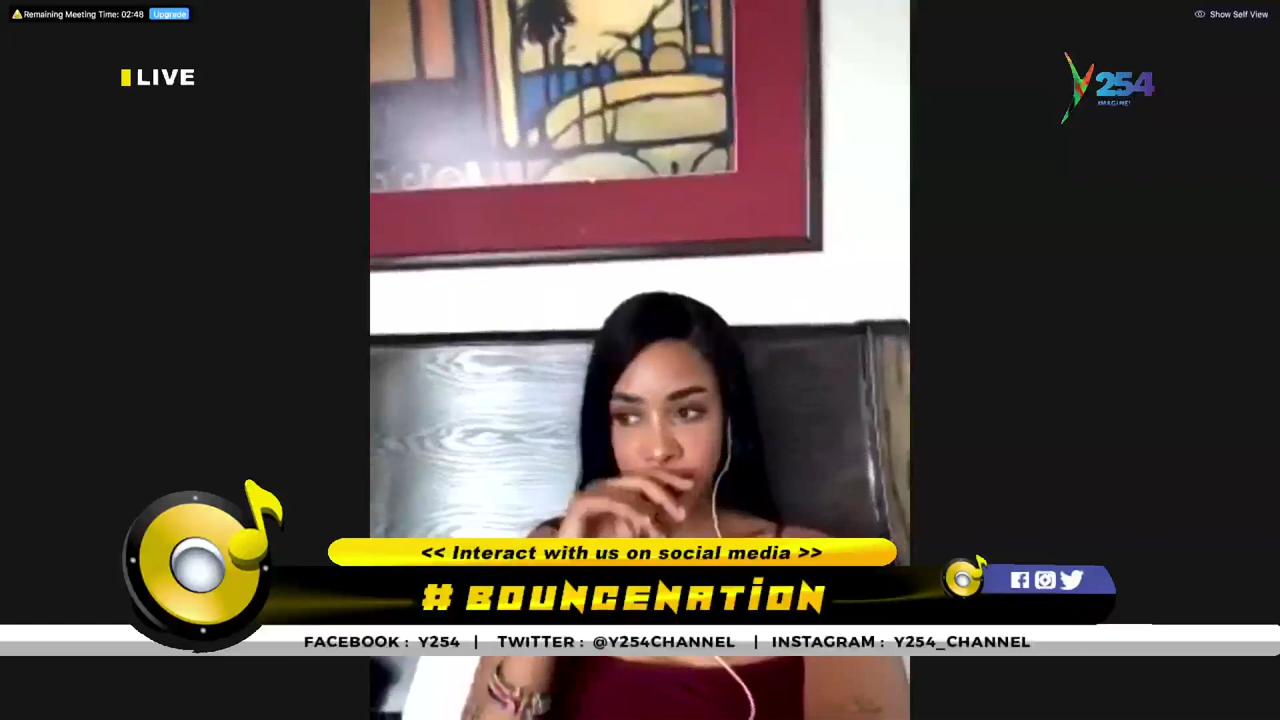 Remaining Meeting Time: 02:48 Upgrade
Show Self View
LIVE
Y254
IMAGINE!
<< Interact with us on social media >>
# BOUNCENATION
FACEBOOK : Y254 | TWITTER : @Y254CHANNEL | INSTAGRAM : Y254_CHANNEL